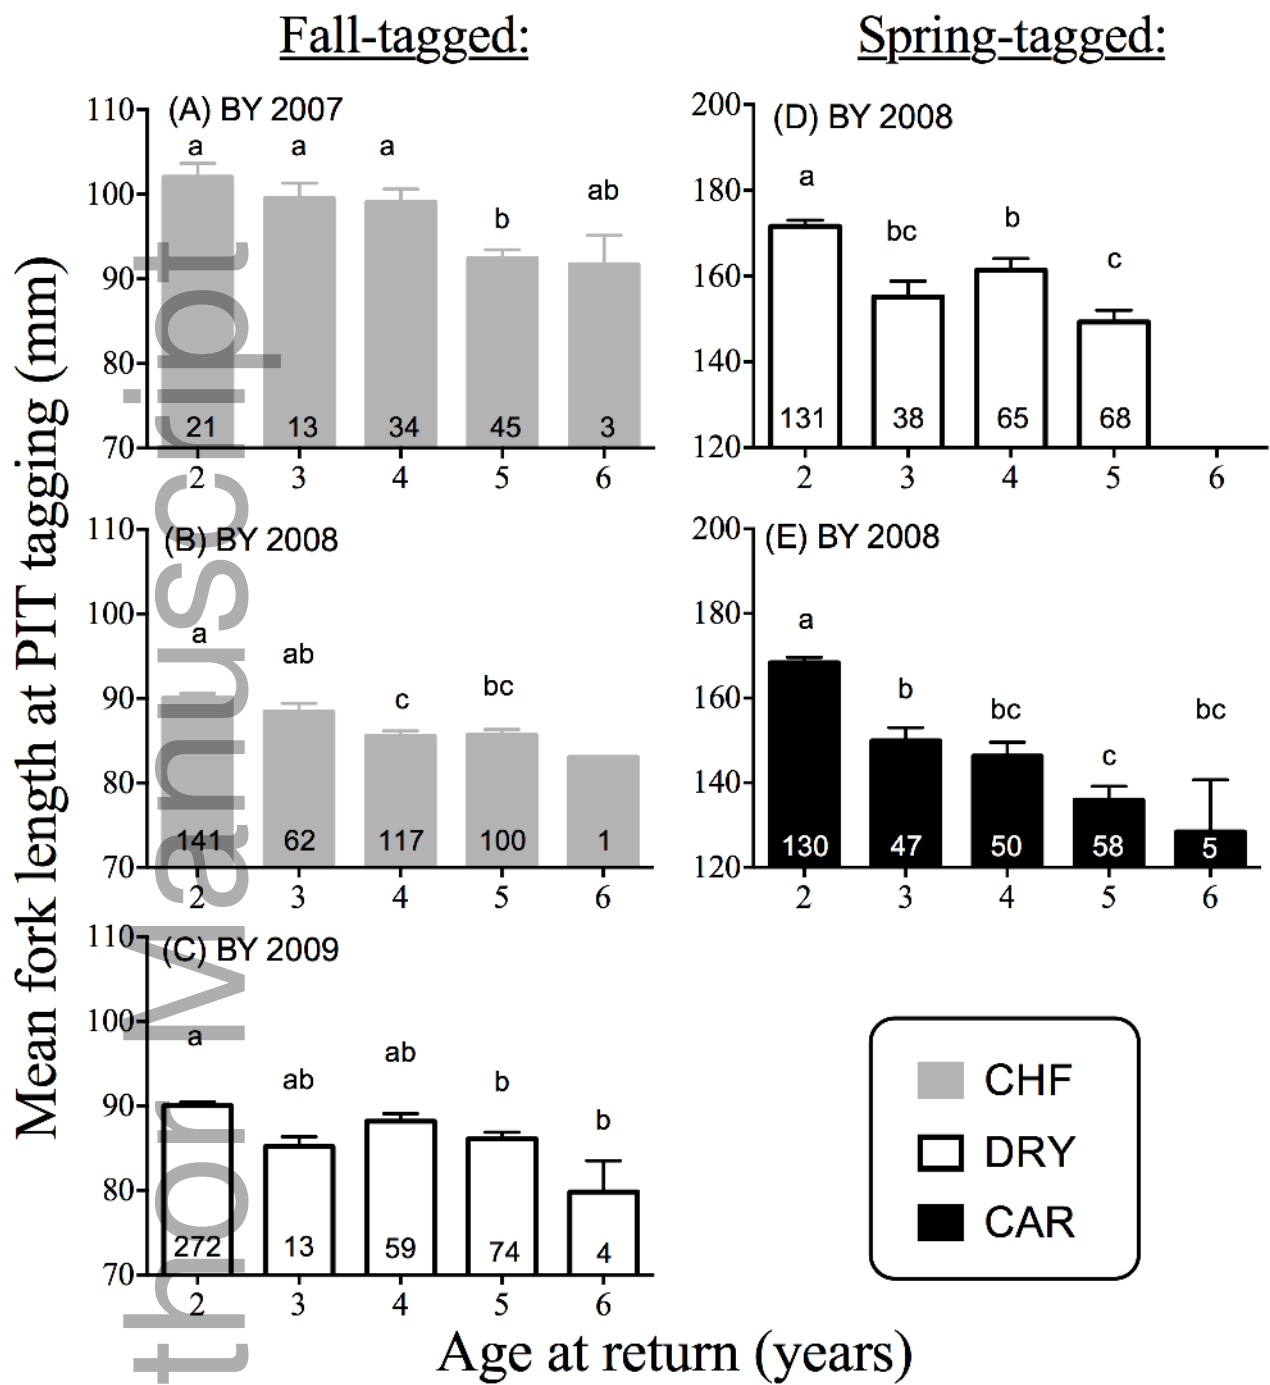 Fall-tagged:
Spring-tagged:
Mean fork length at PIT tagging (mm)
(A) BY 2007
110
100
90
80
70
a
a
a
b
ab
21
13
34
45
3
2
3
4
5
6
(D) BY 2008
200
180
160
140
120
a
bc
b
c
131
38
65
68
2
3
4
5
6
(B) BY 2008
110
100
90
80
70
a
ab
c
bc
141
62
117
100
1
2
3
4
5
6
(E) BY 2008
200
180
160
140
120
a
b
bc
c
bc
130
47
50
58
5
2
3
4
5
6
(C) BY 2009
110
100
90
80
70
a
ab
ab
b
b
272
13
59
74
4
2
3
4
5
6
CHF
DRY
CAR
Age at return (years)
thor Manuscript